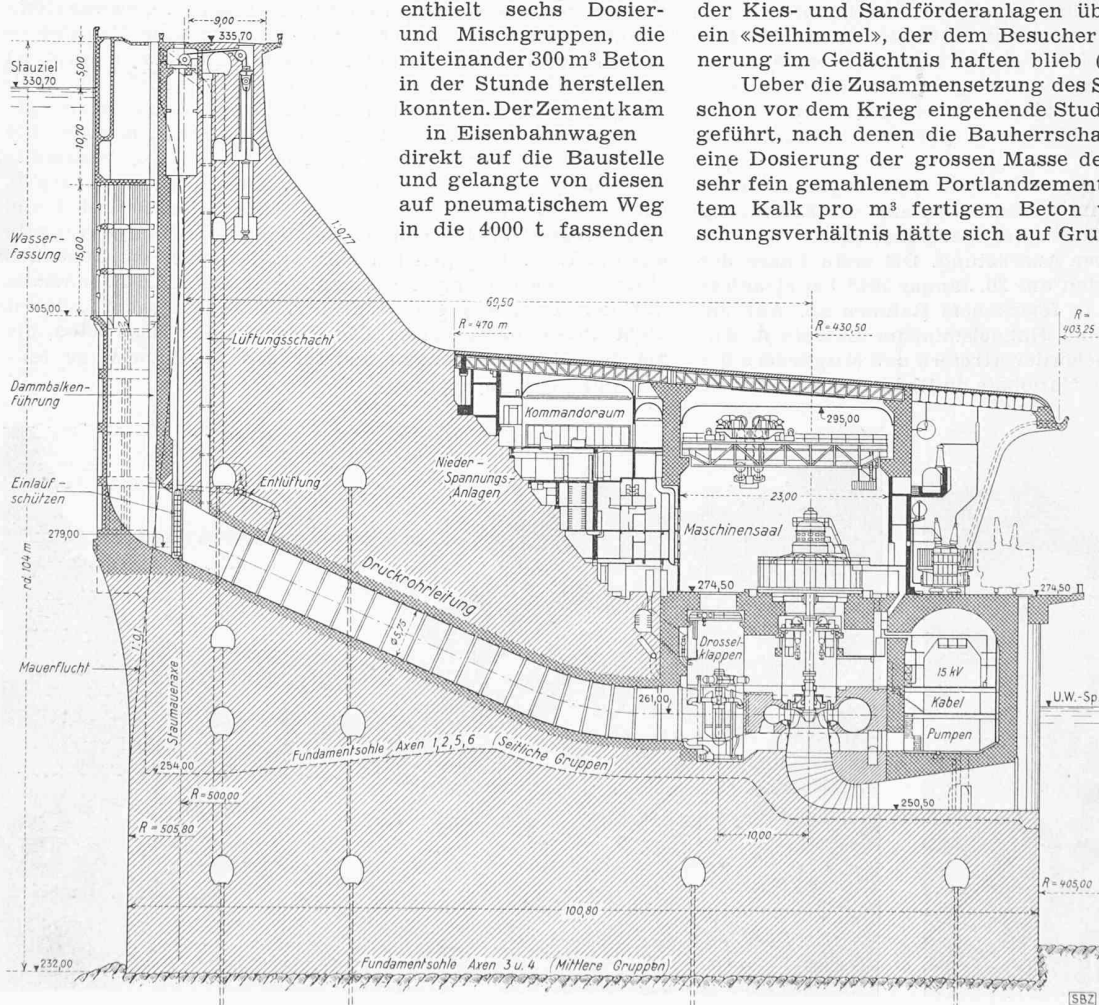 enthielt sechs Dosier-
und Mischgruppen, die
miteinander 300 m³ Beton
in der Stunde herstellen
konnten. Der Zement kam
in Eisenbahnwagen
direkt auf die Baustelle
und gelangte von diesen
auf pneumatischem Weg
in die 4000 t fassenden
der Kies- und Sandförderanlagen üb
ein «Seilhimmel», der dem Besucher
nerung im Gedächtnis haften blieb (
Ueber die Zusammensetzung des S
schon vor dem Krieg eingehende Stud
geführt, nach denen die Bauherrscha
eine Dosierung der grossen Masse de
sehr fein gemahlenem Portlandzement
tem Kalk pro m³ fertigem Beton
schungsverhältnis hätte sich auf Gru
9,00
335,70
Stauziel
330,70
5,00
10,70
15,00
Wasser-
Fassung
305,00
60,50
R = 470 m
R = 430,50
R =
403,25
Lüftungsschacht
1:0,77
Dammbalken-
Führung
Kommandoraum
295,00
Nieder-
Spannungs-
Anlagen
23,00
Einlauf-
schützen
Entlüftung
Maschinensaal
279,00
rd. 104 m
Druckrohrleitung
274,50
274,50
ø 5,75
Drossel-
klappen
1:0,1
Mauerflucht
15 kV
Kabel
Pumpen
261,00
U.W.-Sp
Staumaueraxe
Fundamentsohle Axen 1, 2, 5, 6 (Seitliche Gruppen)
254,00
R = 500,00
250,50
R = 505,80
10,00
R = 405,00
100,80
232,00
Fundamentsohle Axen 3 u. 4 (Mittlere Gruppen)
SBZ